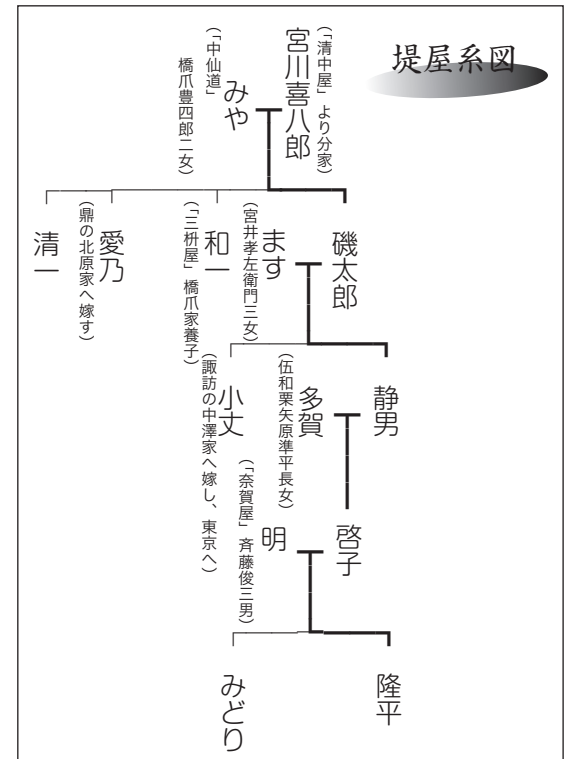 堤屋系図
(「清中屋」より分家)
宮川喜八郎
みや
(「中仙道」
橋爪豊四郎二女)
磯太郎
ます
(宮井孝左衛門三女)
和一
(「三枡屋」橋爪家養子)
愛乃
(鼎の北原家へ嫁す)
清一
静男
多賀
(伍和栗矢原準平長女)
小丈
(諏訪の中澤家へ嫁し、東京へ)
啓子
明
(「奈賀屋」斉藤俊三男)
隆平
みどり